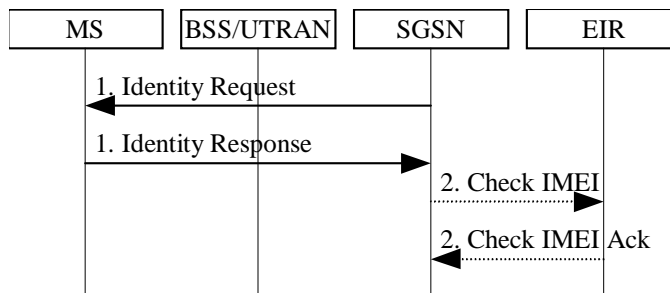 MS BSS/UTRAN SGSN EIR
1. Identity Request
1. Identity Response
2. Check IMEI
2. Check IMEI Ack